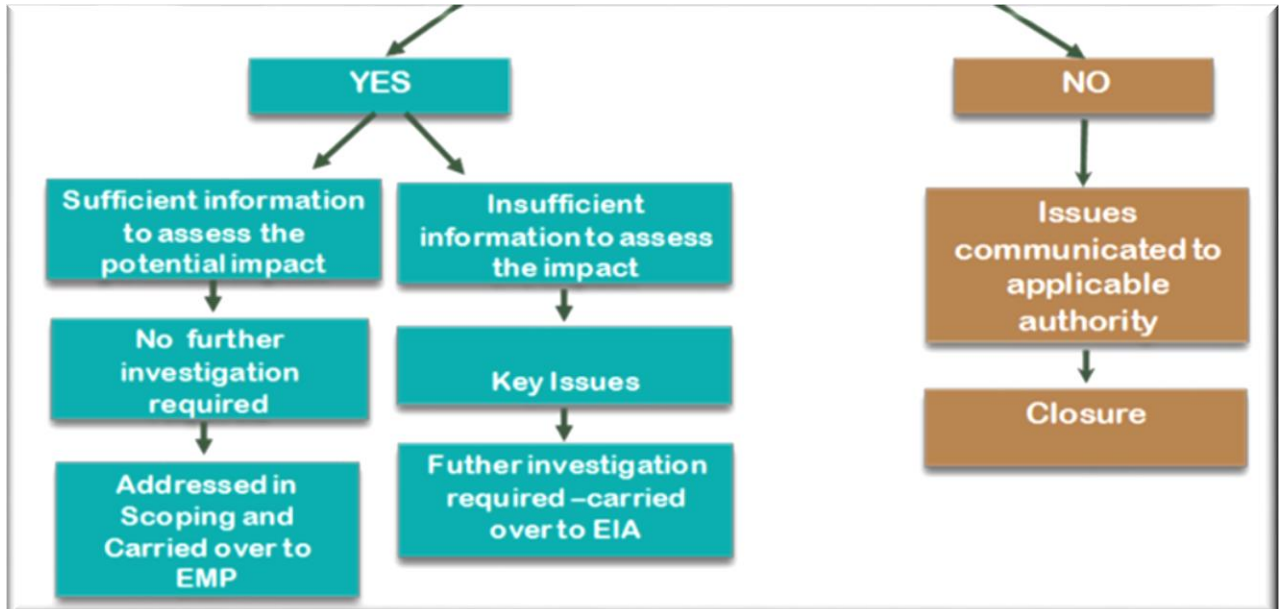 YES
NO
Sufficient information
to assess the
potential impact
Insufficient
information to assess
the impact
Issues
communicated to
applicable
authority
No further
investigation
required
Key Issues
Closure
Addressed in
Scoping and
Carried over to
EMP
Futher investigation
required –carried
over to EIA